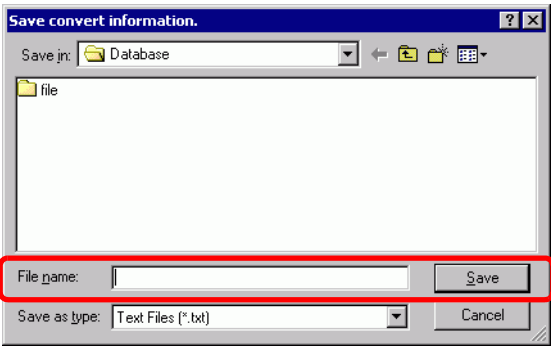 Save convert information.
Save in: Database
file
File name: Save
Save as type: Text Files (*.txt) Cancel